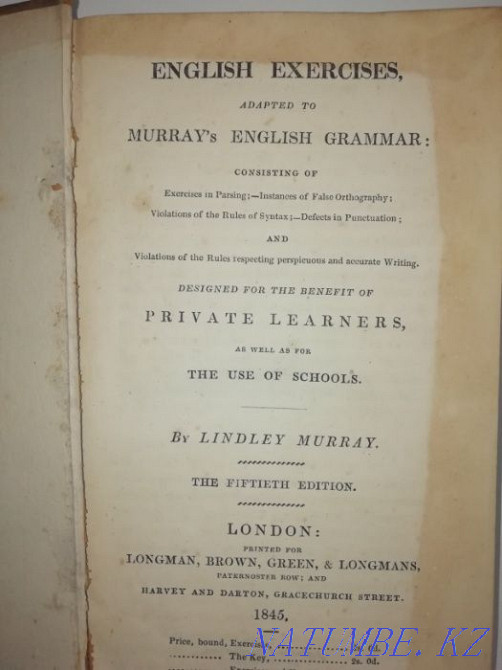 ENGLISH EXERCISES,
ADAPTED TO
MURRAY's ENGLISH GRAMMAR:
CONSISTING OF
Exercises in Parsing;—Instances of False Orthography;
Violations of the Rules of Syntax;—Defects in Punctuation;
AND
Violations of the Rules respecting perspicuous and accurate Writing.
DESIGNED FOR THE BENEFIT OF
PRIVATE LEARNERS,
AS WELL AS FOR
THE USE OF SCHOOLS.
By LINDLEY MURRAY.
THE FIFTIETH EDITION.
LONDON:
PRINTED FOR
LONGMAN, BROWN, GREEN, & LONGMANS,
PATERNOSTER ROW; AND
HARVEY AND DARTON, GRACECHURCH STREET.
1845.
Price, bound, Exercise, 
The Key, 2s. 0d.
VATUMBE.KZ